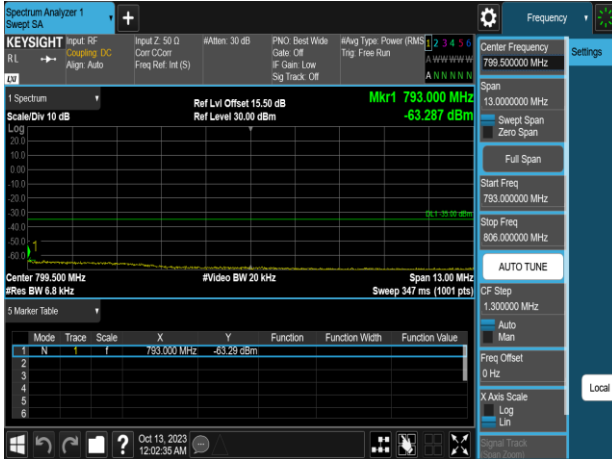 Spectrum Analyzer 1
Swept SA
+
Frequency
KEYSIGHT
RL
Input: RF
Coupling: DC
Align: Auto
Input Z: 50 Ω
Corr CCorr
Freq Ref: Int (S)
#Atten: 30 dB
PNO: Best Wide
Gate: Off
IF Gain: Low
Sig Track: Off
#Avg Type: Power (RMS
Trig: Free Run
1 2 3 4 5 6
A W W W W W
A N N N N N
1 Spectrum
Scale/Div 10 dB
Ref Lvl Offset 15.50 dB
Ref Level 30.00 dBm
Mkr1 793.000 MHz
-63.287 dBm
Log
20.0
10.0
0.00
-10.0
-20.0
-30.0
-40.0
-50.0
-60.0
DL1 -35.00 dBm
1
Center 799.500 MHz
#Res BW 6.8 kHz
#Video BW 20 kHz
Span 13.00 MHz
Sweep 347 ms (1001 pts)
5 Marker Table
Mode Trace Scale X Y Function Function Width Function Value
1 N 1 f 793.000 MHz -63.29 dBm
2
3
4
5
6
Oct 13, 2023
12:02:35 AM
Center Frequency
799.500000 MHz
Settings
Span
13.0000000 MHz
Swept Span
Zero Span
Full Span
Start Freq
793.000000 MHz
Stop Freq
806.000000 MHz
AUTO TUNE
CF Step
1.300000 MHz
Auto
Man
Freq Offset
0 Hz
Local
X Axis Scale
Log
Lin
Signal Track
(Span Zoom)